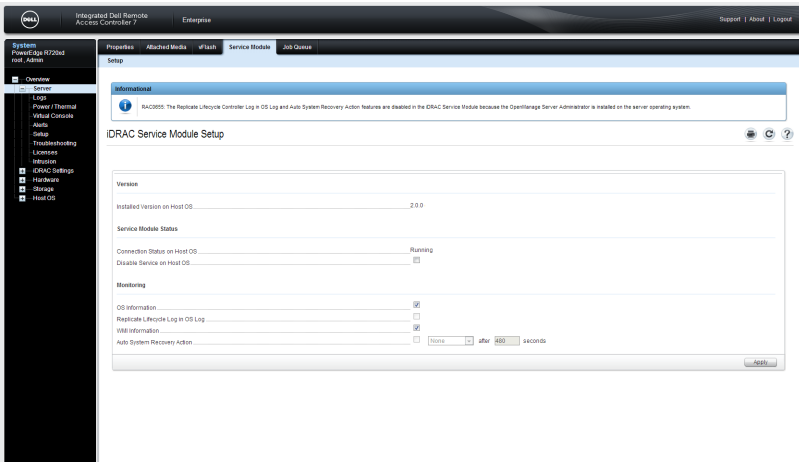 DELL
Integrated Dell Remote
Access Controller 7
Enterprise
Support | About | Logout
System
PowerEdge R720xd
root , Admin
Properties Attached Media vFlash Service Module Job Queue
Setup
Overview
Server
Logs
Power / Thermal
Virtual Console
Alerts
Setup
Troubleshooting
Licenses
Intrusion
iDRAC Settings
Hardware
Storage
Host OS
Informational
RAC0655: The Replicate Lifecycle Controller Log in OS Log and Auto System Recovery Action features are disabled in the iDRAC Service Module because the OpenManage Server Administrator is installed on the server operating system.
iDRAC Service Module Setup
Version
Installed Version on Host OS 2.0.0
Service Module Status
Connection Status on Host OS Running
Disable Service on Host OS
Monitoring
OS Information
Replicate Lifecycle Log in OS Log
WMI Information
Auto System Recovery Action None after 480 seconds
Apply